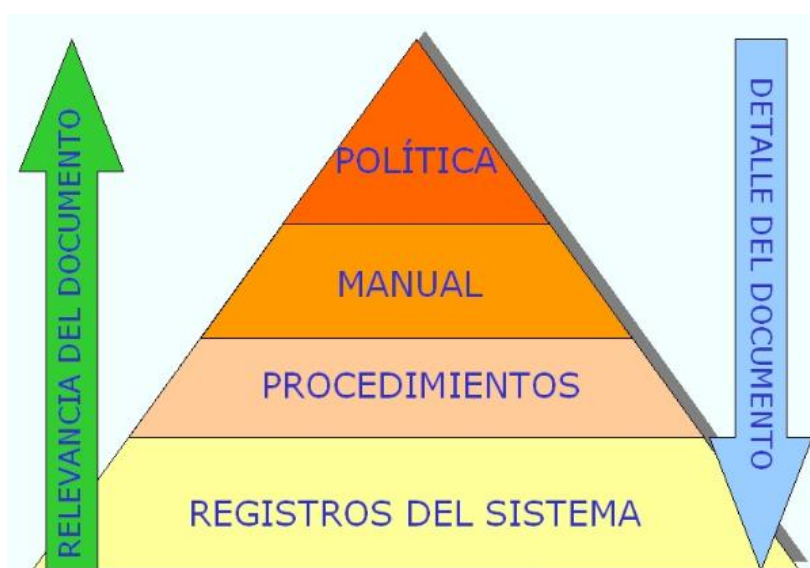 RELEVANCIA DEL DOCUMENTO
POLÍTICA
MANUAL
PROCEDIMIENTOS
REGISTROS DEL SISTEMA
DETALLE DEL DOCUMENTO